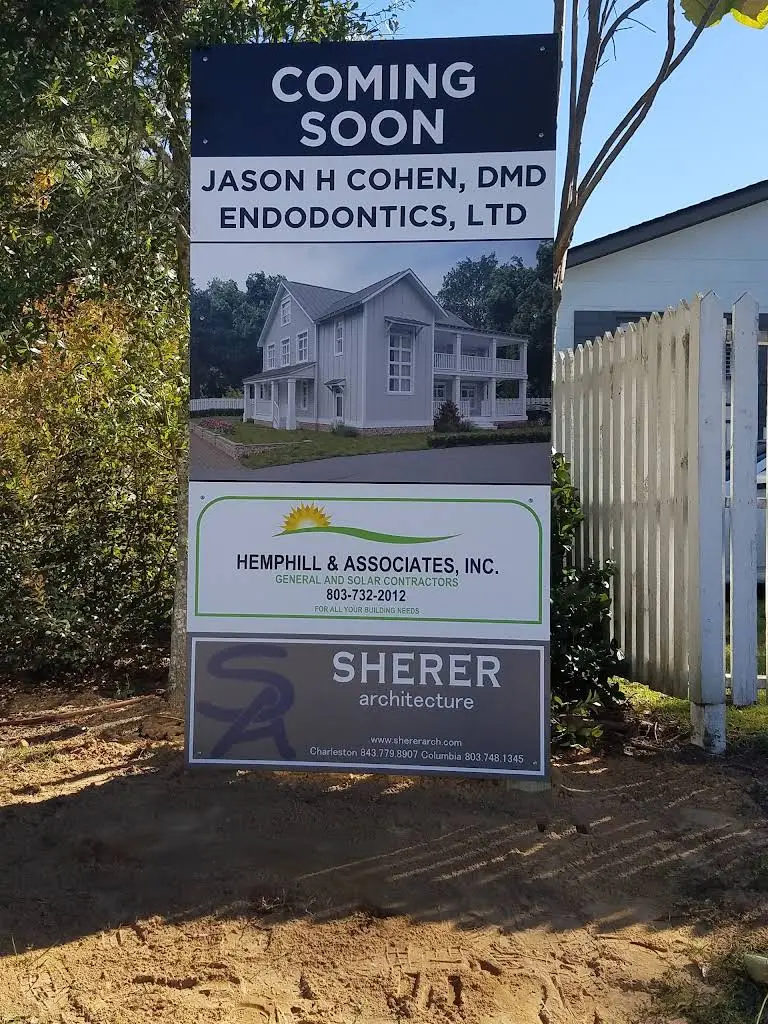 COMING
SOON
JASON H COHEN, DMD
ENDODONTICS, LTD
HEMPHILL & ASSOCIATES, INC.
GENERAL AND SOLAR CONTRACTORS
803-732-2012
FOR ALL YOUR BUILDING NEEDS
SA
SHERER
architecture
www.shererarch.com
Charleston 843.779.8907 Columbia 803.748.1345